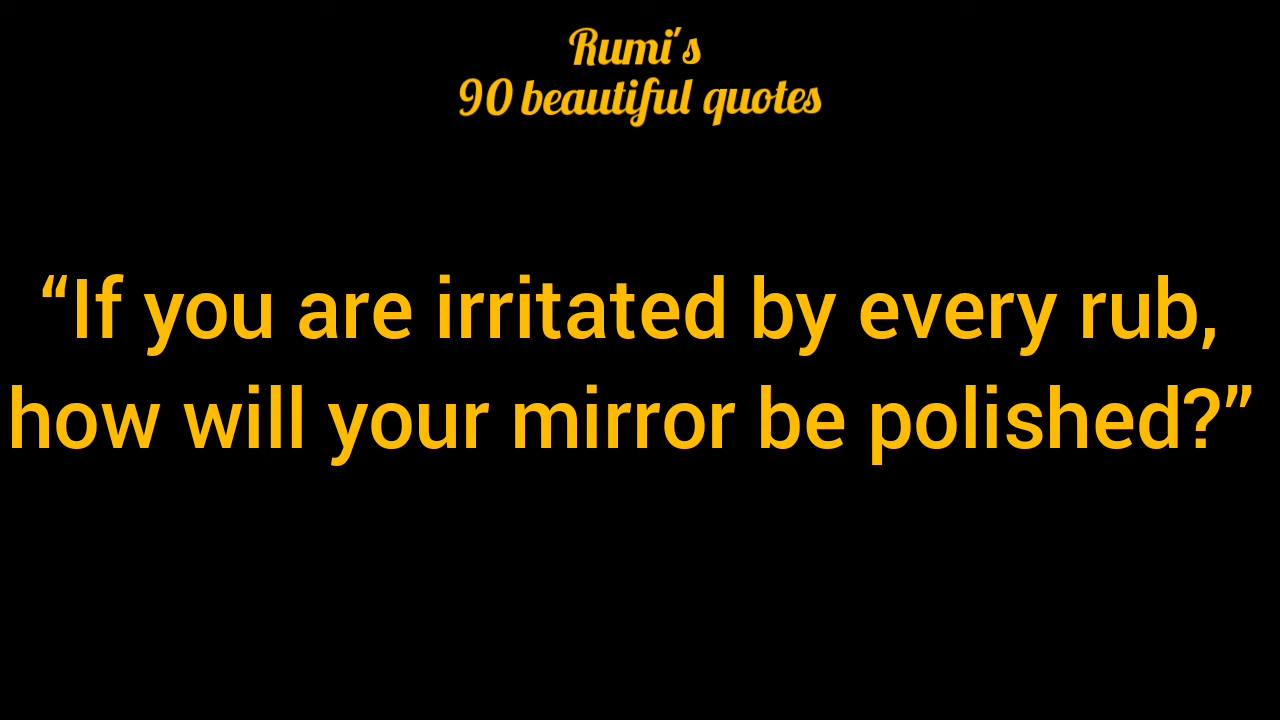 Rumi's
90 beautiful quotes
“If you are irritated by every rub,
how will your mirror be polished?”